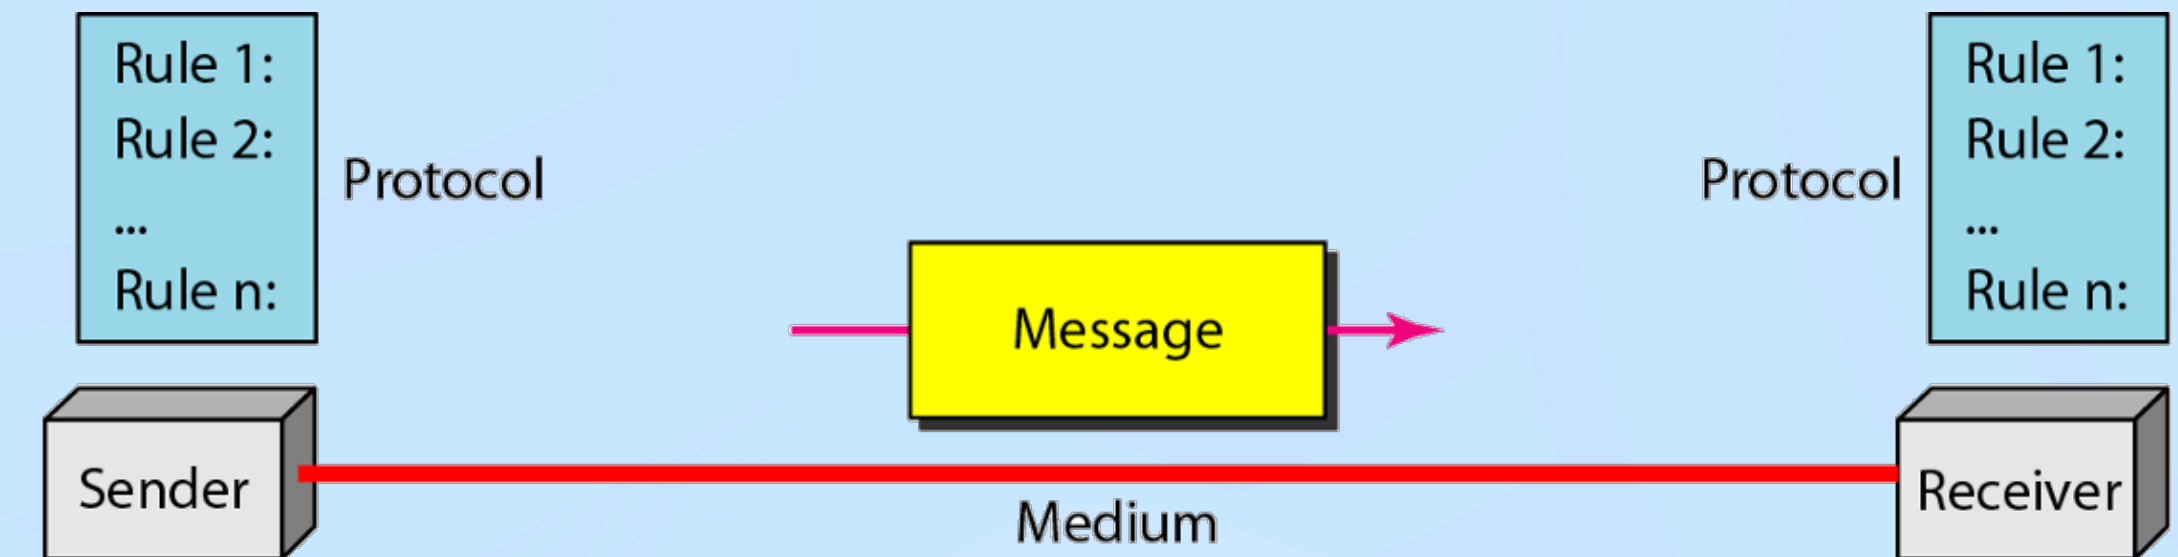 Rule 1:
Rule 2:
...
Rule n:
Protocol
Protocol
Rule 1:
Rule 2:
...
Rule n:
Message
Sender
Medium
Receiver